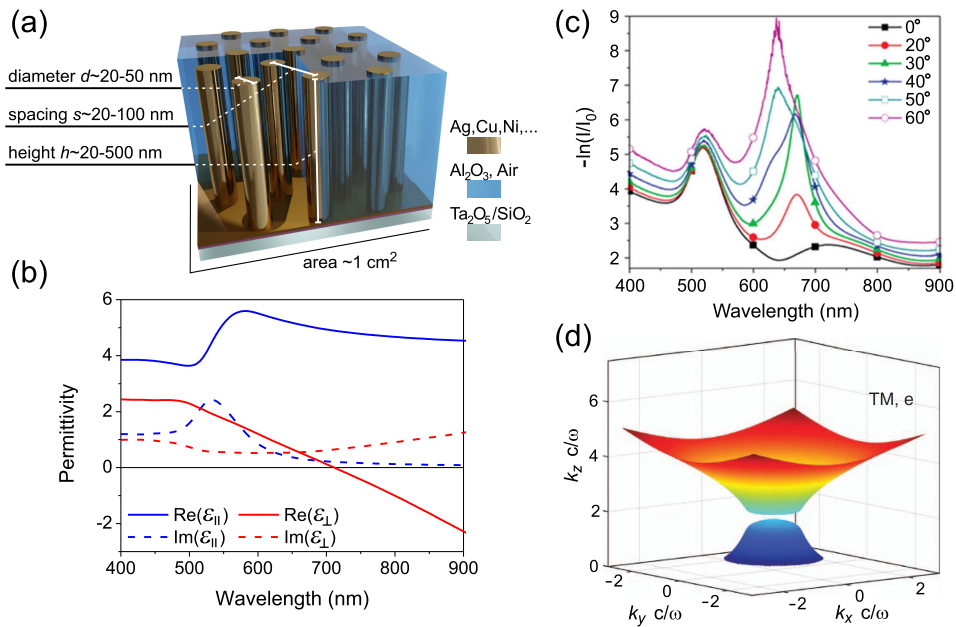 (a)
diameter d~20-50 nm
spacing s~20-100 nm
height h~20-500 nm
Ag,Cu,Ni,...
Al₂O₃, Air
Ta₂O₅/SiO₂
area ~1 cm²
(b)
6
4
2
0
-2
Permittivity
Re(ℰ||) Re(ℰ⊥)
Im(ℰ||) Im(ℰ⊥)
400 500 600 700 800 900
Wavelength (nm)
(c)
9
8
7
6
5
4
3
2
-ln(I/I₀)
0°
20°
30°
40°
50°
60°
400 500 600 700 800 900
Wavelength (nm)
(d)
TM, e
6
4
2
0
k_z c/ω
-2 0 -2
k_y c/ω
-2 0 2
k_x c/ω